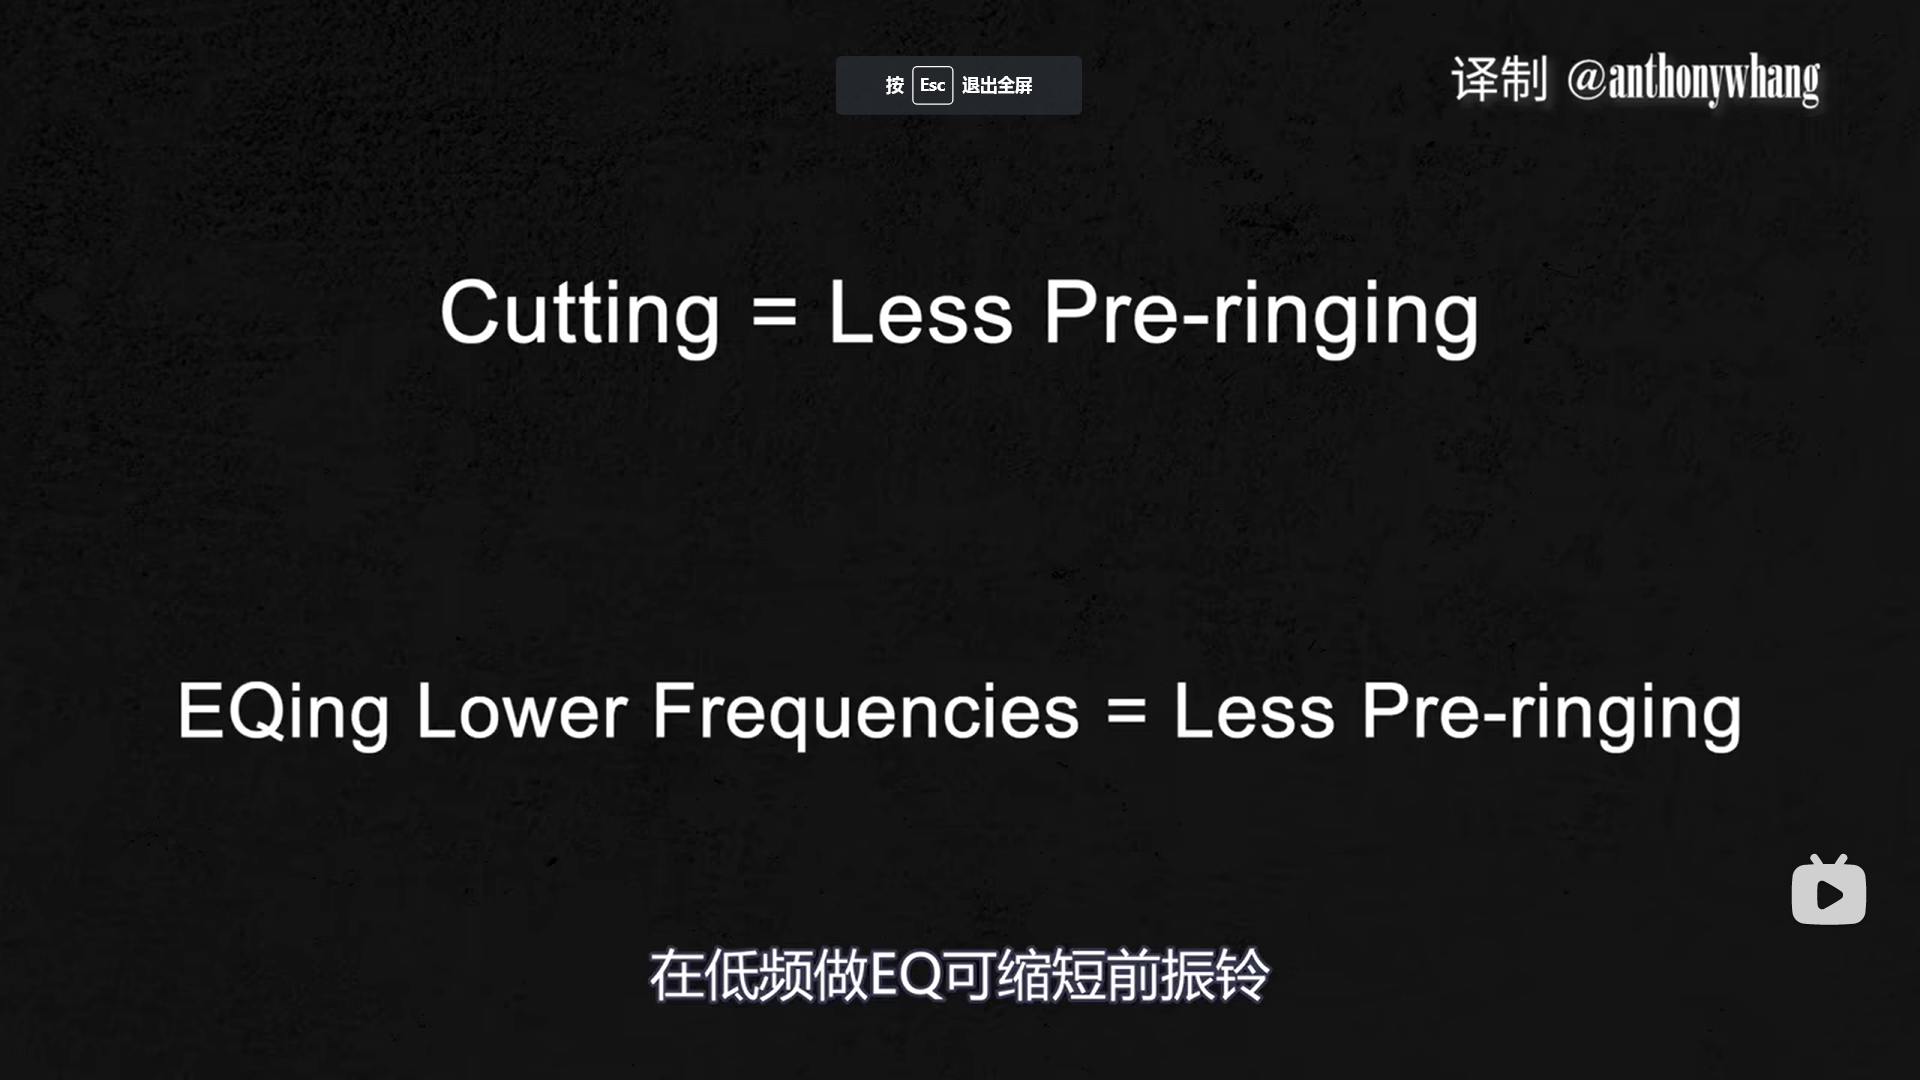 按 Esc 退出全屏
译制 @anthonywhang
Cutting = Less Pre-ringing
EQing Lower Frequencies = Less Pre-ringing
在低频做EQ可缩短前振铃